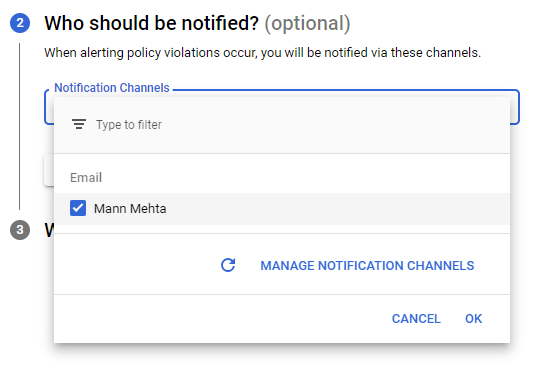 2 Who should be notified? (optional)
When alerting policy violations occur, you will be notified via these channels.
Notification Channels
Type to filter
Email
Mann Mehta
3
MANAGE NOTIFICATION CHANNELS
CANCEL OK